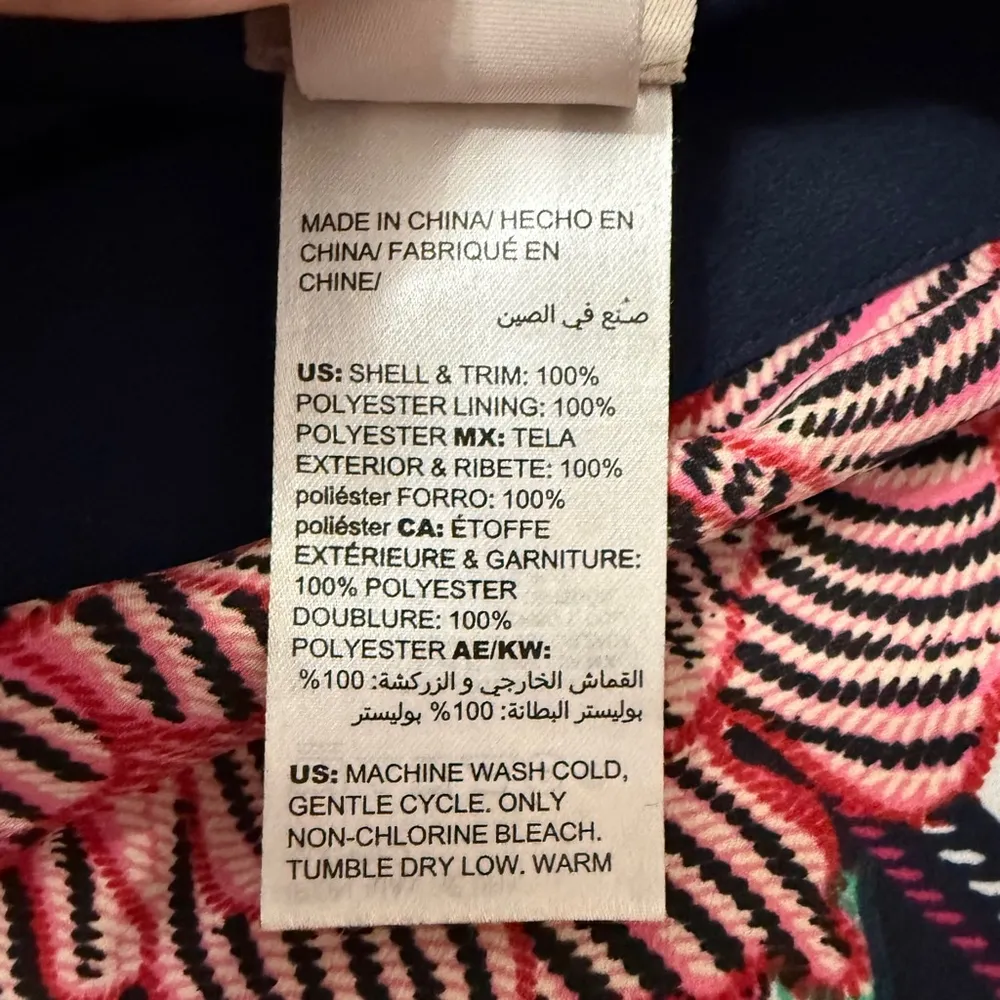 MADE IN CHINA/ HECHO EN
CHINA/ FABRIQUÉ EN
CHINE/
صُنع في الصين
US: SHELL & TRIM: 100%
POLYESTER LINING: 100%
POLYESTER MX: TELA
EXTERIOR & RIBETE: 100%
poliéster FORRO: 100%
poliéster CA: ÉTOFFE
EXTÉRIEURE & GARNITURE:
100% POLYESTER
DOUBLURE: 100%
POLYESTER AE/KW:
القماش الخارجي و الزركشة: 100%
بوليستر البطانة: 100% بوليستر
US: MACHINE WASH COLD,
GENTLE CYCLE. ONLY
NON-CHLORINE BLEACH.
TUMBLE DRY LOW. WARM